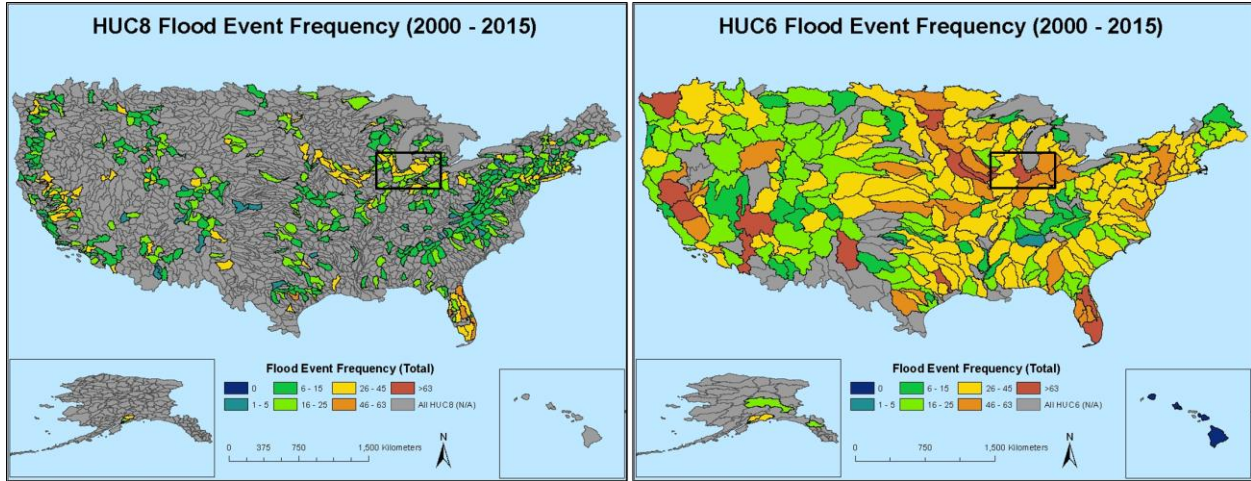 HUC8 Flood Event Frequency (2000 - 2015)
Flood Event Frequency (Total)
0
6 - 15
26 - 45
>63
1 - 5
16 - 25
46 - 63
All HUC8 (N/A)
0 375 750 1,500 Kilometers
N
HUC6 Flood Event Frequency (2000 - 2015)
Flood Event Frequency (Total)
0
6 - 15
26 - 45
>63
1 - 5
16 - 25
46 - 63
All HUC6 (N/A)
0 375 750 1,500 Kilometers
N